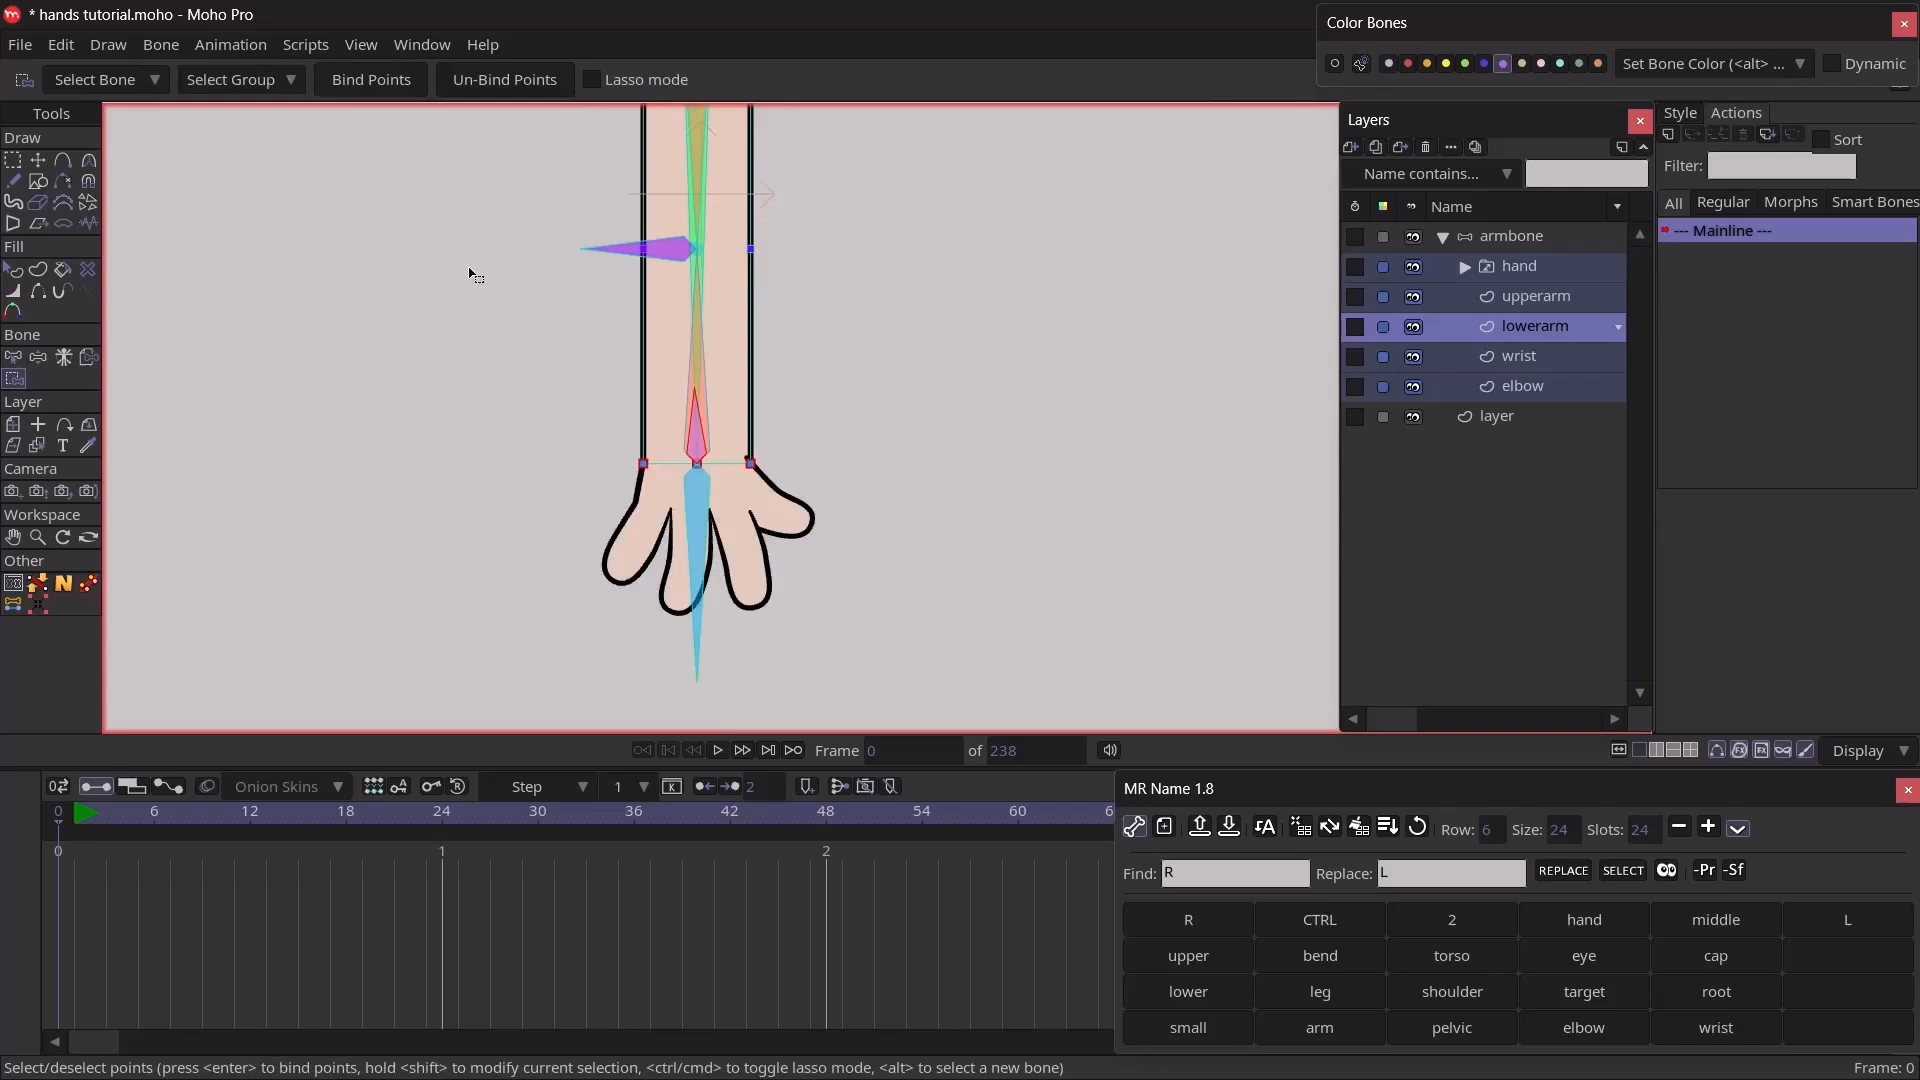 * hands tutorial.moho - Moho Pro
File Edit Draw Bone Animation Scripts View Window Help
Select Bone Select Group Bind Points Un-Bind Points Lasso mode
Color Bones
Set Bone Color (<alt> ... Dynamic
Tools
Draw
Fill
Bone
Layer
Camera
Workspace
Other
Layers
Name contains...
Name
armbone
hand
upperarm
lowerarm
wrist
elbow
layer
Style Actions
Sort
Filter:
All Regular Morphs Smart Bones
--- Mainline ---
Frame 0 of 238
Display
Onion Skins Step 1 2
0 6 12 18 24 30 36 42 48 54 60 6
0 1 2
MR Name 1.8
Row: 6 Size: 24 Slots: 24
Find: R Replace: L REPLACE SELECT -Pr -Sf
R CTRL 2 hand middle L
upper bend torso eye cap
lower leg shoulder target root
small arm pelvic elbow wrist
Select/deselect points (press <enter> to bind points, hold <shift> to modify current selection, <ctrl/cmd> to toggle lasso mode, <alt> to select a new bone)
Frame: 0